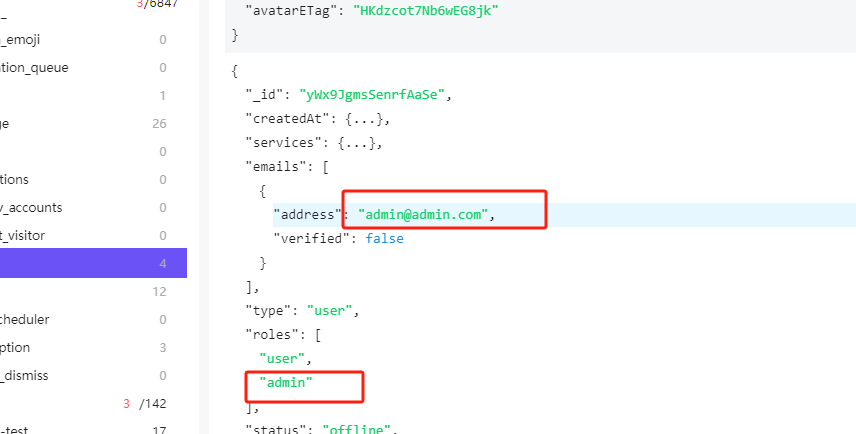 3/6847
_emoji 0
tion_queue 0
1
ge 26
0
tions 0
y_accounts 0
t_visitor 0
4
12
cheduler 0
ption 3
_dismiss 0
3 /142
-test 17
"avatarETag": "HKdzcot7Nb6wEG8jk"
}
{
"_id": "yWx9JgmsSenrfAaSe",
"createdAt": {...},
"services": {...},
"emails": [
{
"address": "admin@admin.com",
"verified": false
}
],
"type": "user",
"roles": [
"user",
"admin"
],
"status": "offline",